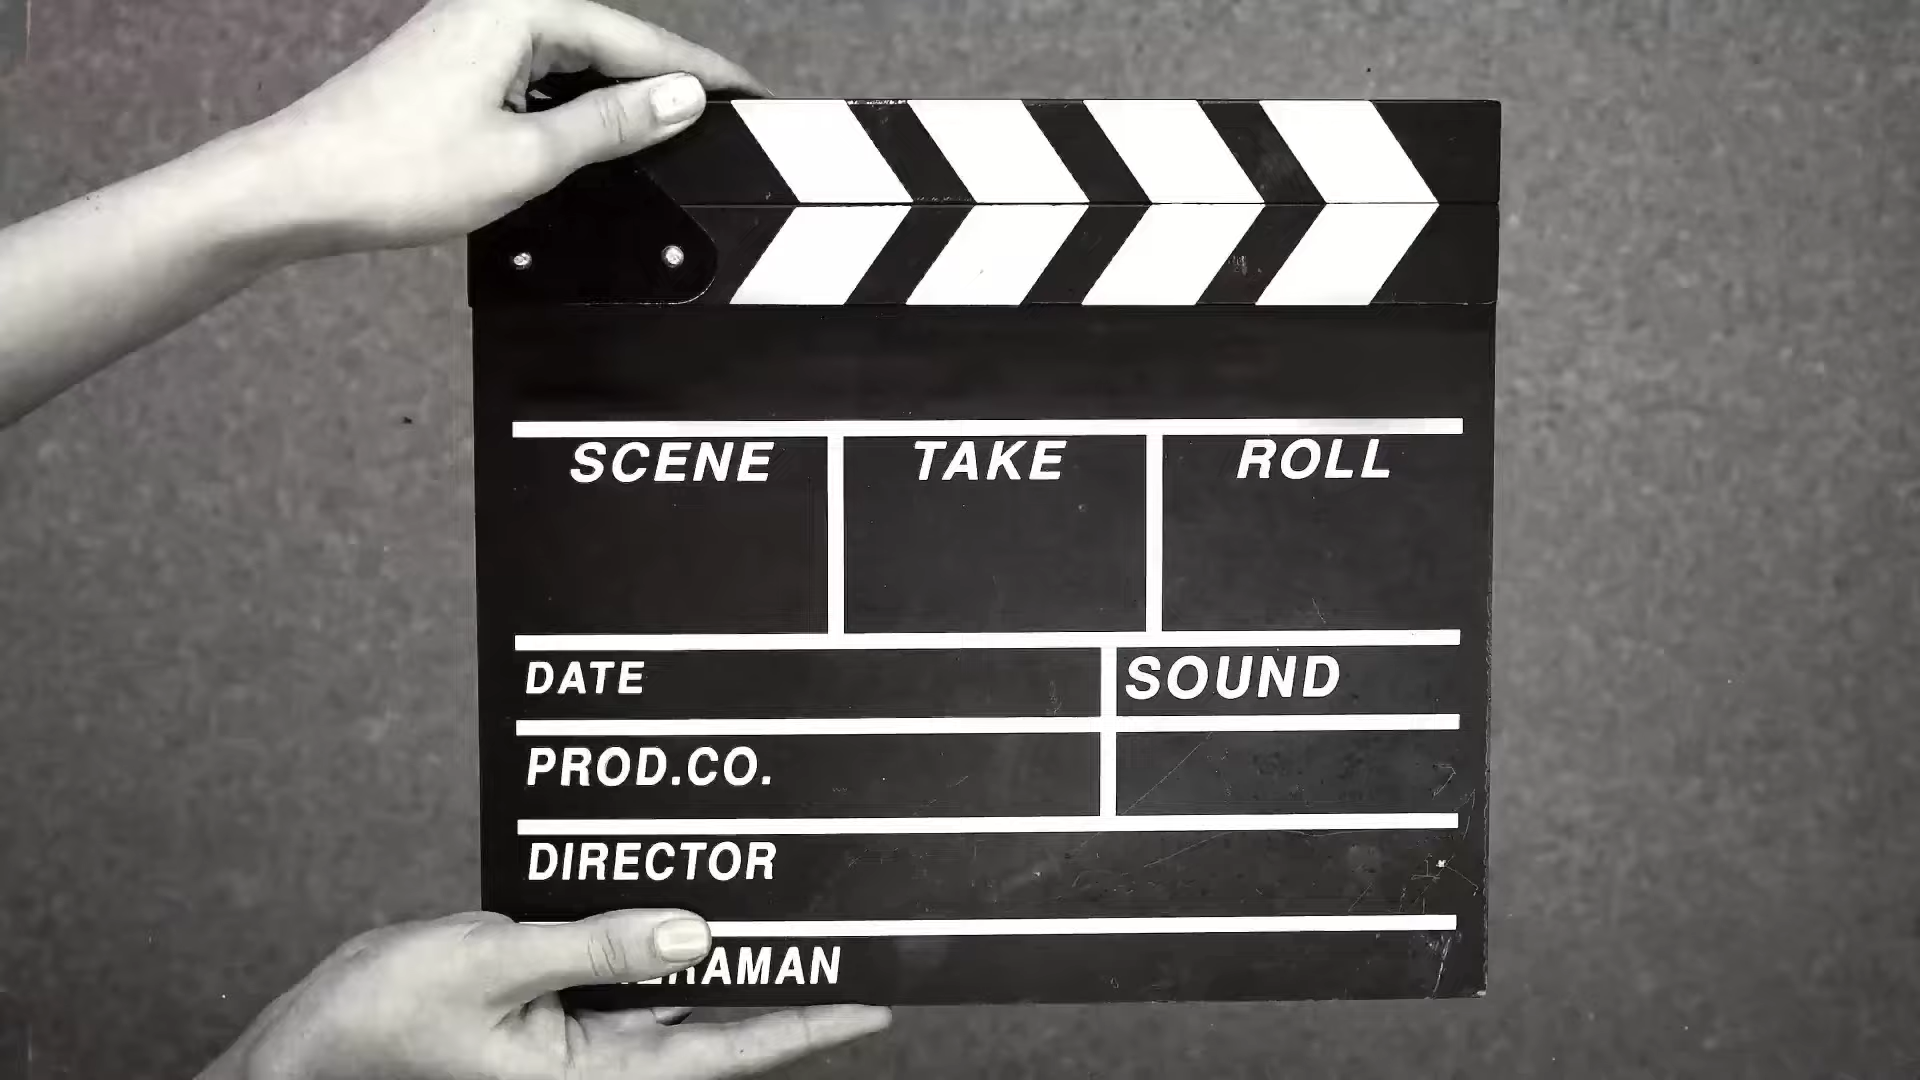 SCENE TAKE ROLL
DATE SOUND
PROD.CO.
DIRECTOR
ERAMAN